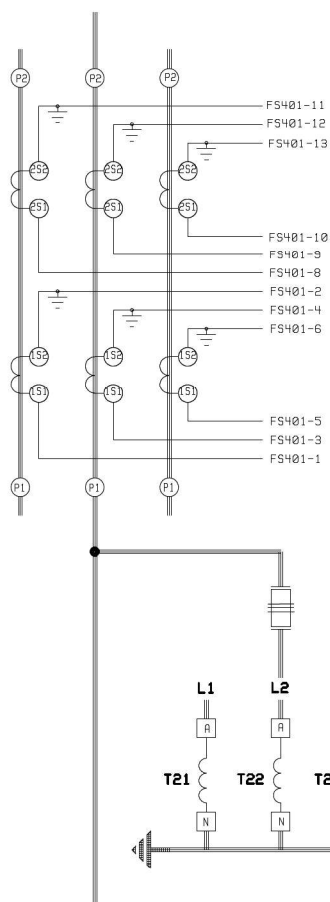 P2 P2 P2
FS401-11
FS401-12
FS401-13
2S2 2S2 2S2
2S1 2S1 2S1
FS401-10
FS401-9
FS401-8
FS401-2
FS401-4
FS401-6
1S2 1S2 1S2
1S1 1S1 1S1
FS401-5
FS401-3
FS401-1
P1 P1 P1
L1 L2
A A
T21 T22 T2
N N